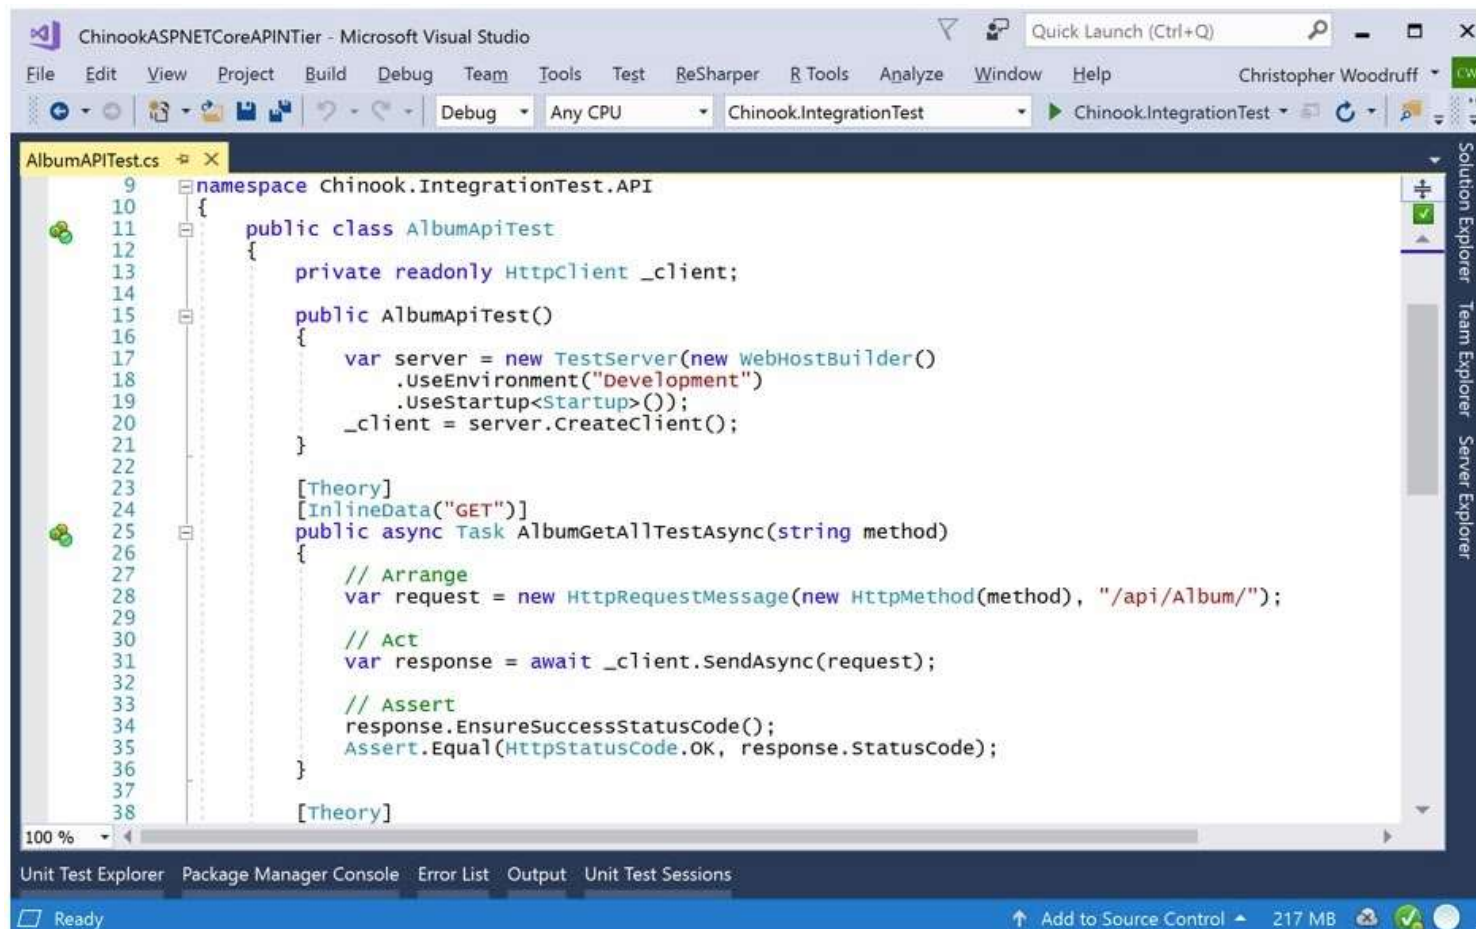 ChinookASPNETCoreAPINTier - Microsoft Visual Studio
Quick Launch (Ctrl+Q)
File Edit View Project Build Debug Team Tools Test ReSharper R Tools Analyze Window Help Christopher Woodruff CW
Debug Any CPU Chinook.IntegrationTest Chinook.IntegrationTest
AlbumAPITest.cs
9 namespace Chinook.IntegrationTest.API
10 {
11 public class AlbumApiTest
12 {
13 private readonly HttpClient _client;
14
15 public AlbumApiTest()
16 {
17 var server = new TestServer(new WebHostBuilder()
18 .UseEnvironment("Development")
19 .UseStartup<Startup>());
20 _client = server.CreateClient();
21 }
22
23 [Theory]
24 [InlineData("GET")]
25 public async Task AlbumGetAllTestAsync(string method)
26 {
27 // Arrange
28 var request = new HttpRequestMessage(new HttpMethod(method), "/api/Album/");
29
30 // Act
31 var response = await _client.SendAsync(request);
32
33 // Assert
34 response.EnsureSuccessStatusCode();
35 Assert.Equal(HttpStatusCode.OK, response.StatusCode);
36 }
37
38 [Theory]
100 %
Solution Explorer
Team Explorer
Server Explorer
Unit Test Explorer Package Manager Console Error List Output Unit Test Sessions
Ready Add to Source Control 217 MB